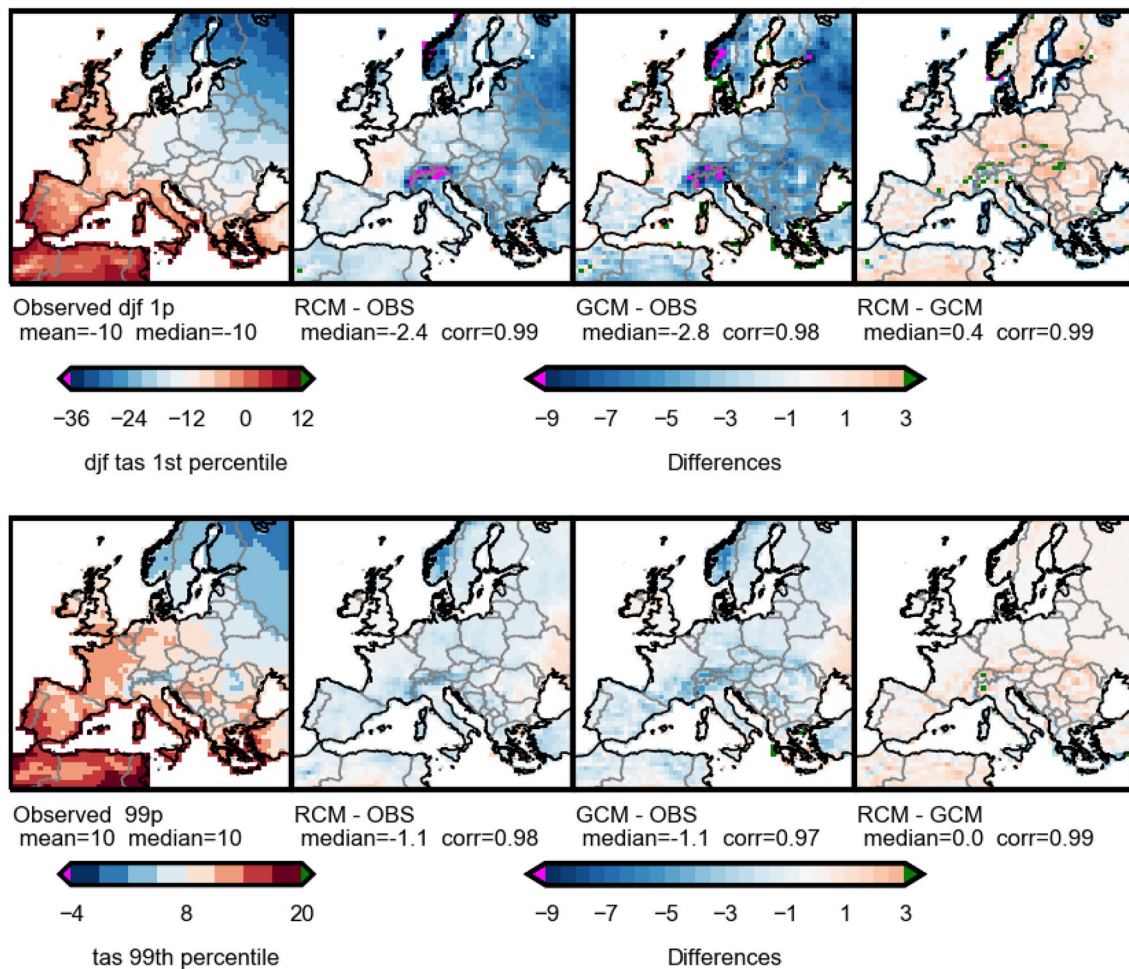 Observed djf 1p
mean=-10 median=-10
RCM - OBS
median=-2.4 corr=0.99
GCM - OBS
median=-2.8 corr=0.98
RCM - GCM
median=0.4 corr=0.99
−36 −24 −12 0 12
djf tas 1st percentile
−9 −7 −5 −3 −1 1 3
Differences
Observed 99p
mean=10 median=10
RCM - OBS
median=-1.1 corr=0.98
GCM - OBS
median=-1.1 corr=0.97
RCM - GCM
median=0.0 corr=0.99
−4 8 20
tas 99th percentile
−9 −7 −5 −3 −1 1 3
Differences